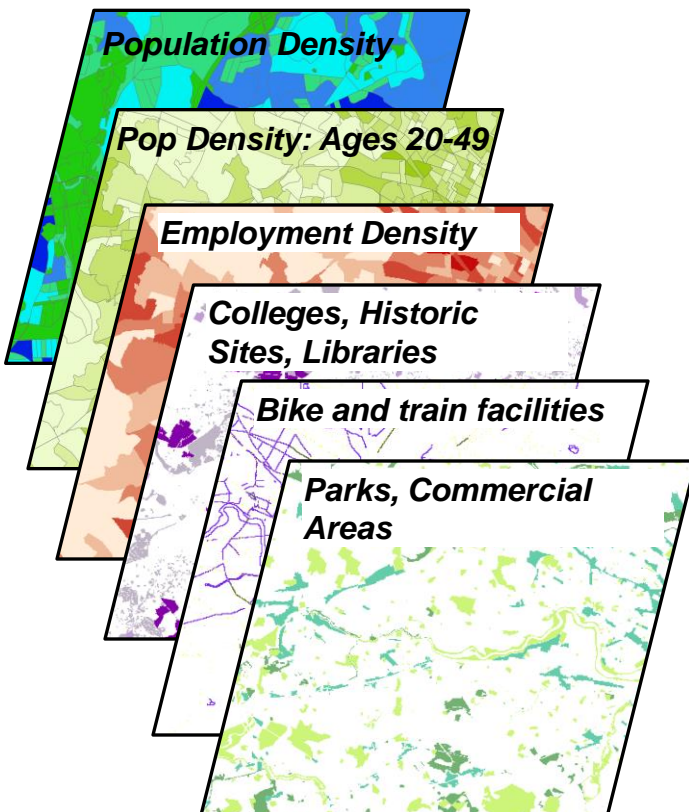 Population Density
Pop Density: Ages 20-49
Employment Density
Colleges, Historic
Sites, Libraries
Bike and train facilities
Parks, Commercial
Areas